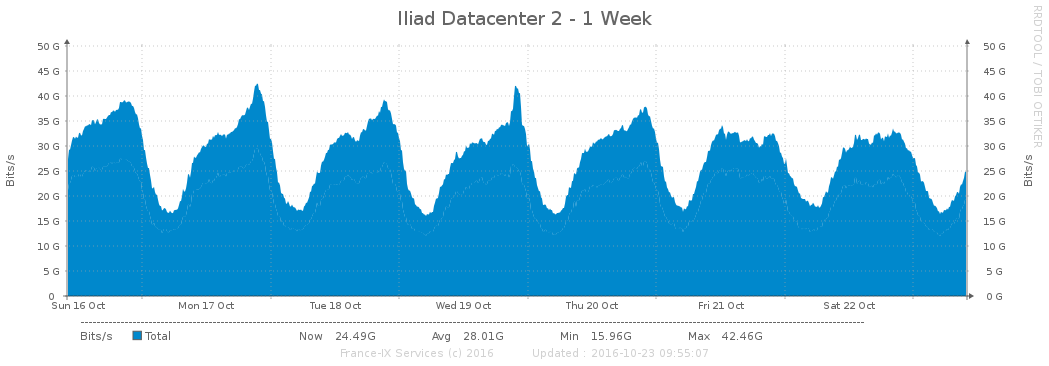 Iliad Datacenter 2 - 1 Week
RRDTOOL / TOBI OETIKER
50 G 50 G
45 G 45 G
40 G 40 G
35 G 35 G
30 G 30 G
25 G 25 G
20 G 20 G
15 G 15 G
10 G 10 G
5 G 5 G
0 0 G
Bits/s
Bits/s
Sun 16 Oct Mon 17 Oct Tue 18 Oct Wed 19 Oct Thu 20 Oct Fri 21 Oct Sat 22 Oct
Bits/s Total Now 24.49G Avg 28.01G Min 15.96G Max 42.46G
France-IX Services (c) 2016 Updated : 2016-10-23 09:55:07